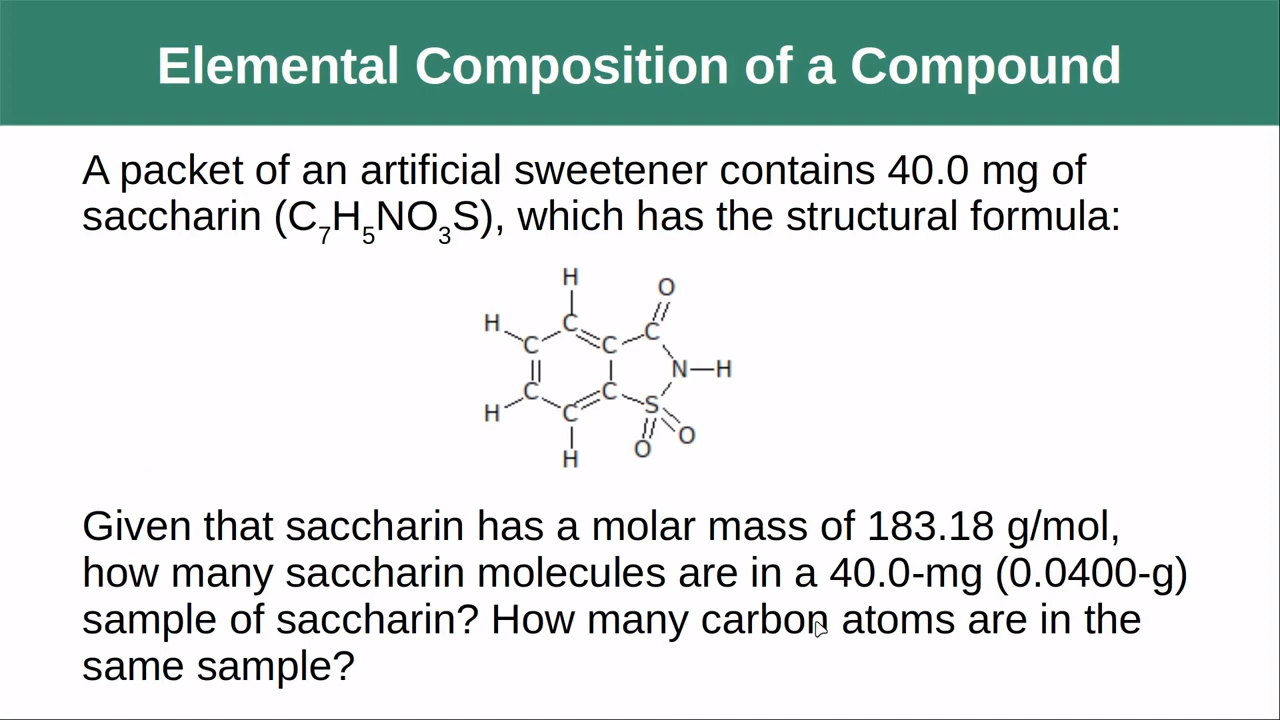 Elemental Composition of a Compound
A packet of an artificial sweetener contains 40.0 mg of
saccharin (C₇H₅NO₃S), which has the structural formula:
H
O
H
C
C
C
C
N—H
C
C
H
C
S
O
O
H
Given that saccharin has a molar mass of 183.18 g/mol,
how many saccharin molecules are in a 40.0-mg (0.0400-g)
sample of saccharin? How many carbon atoms are in the
same sample?